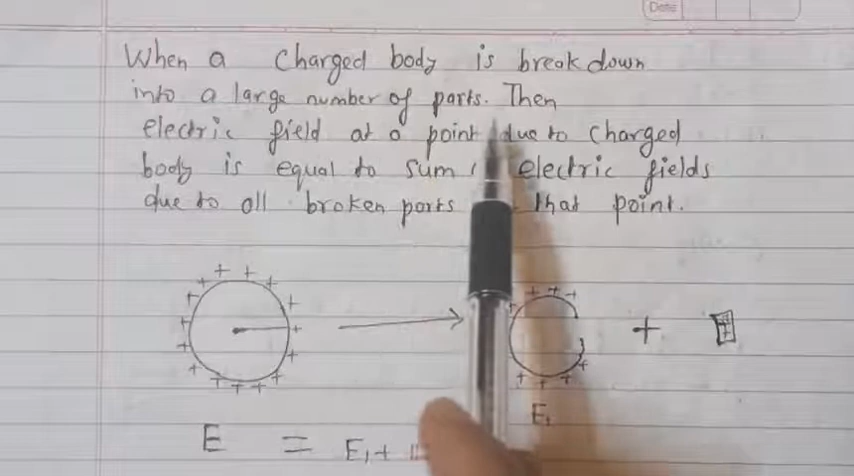 Date
When a charged body is break down
into a large number of parts. Then
electric field at a point due to charged
body is equal to sum electric fields
due to all broken parts that point.
+ + + + + + + + + + + + + + +
+ + + + + + +
+
E₁
E = E₁+